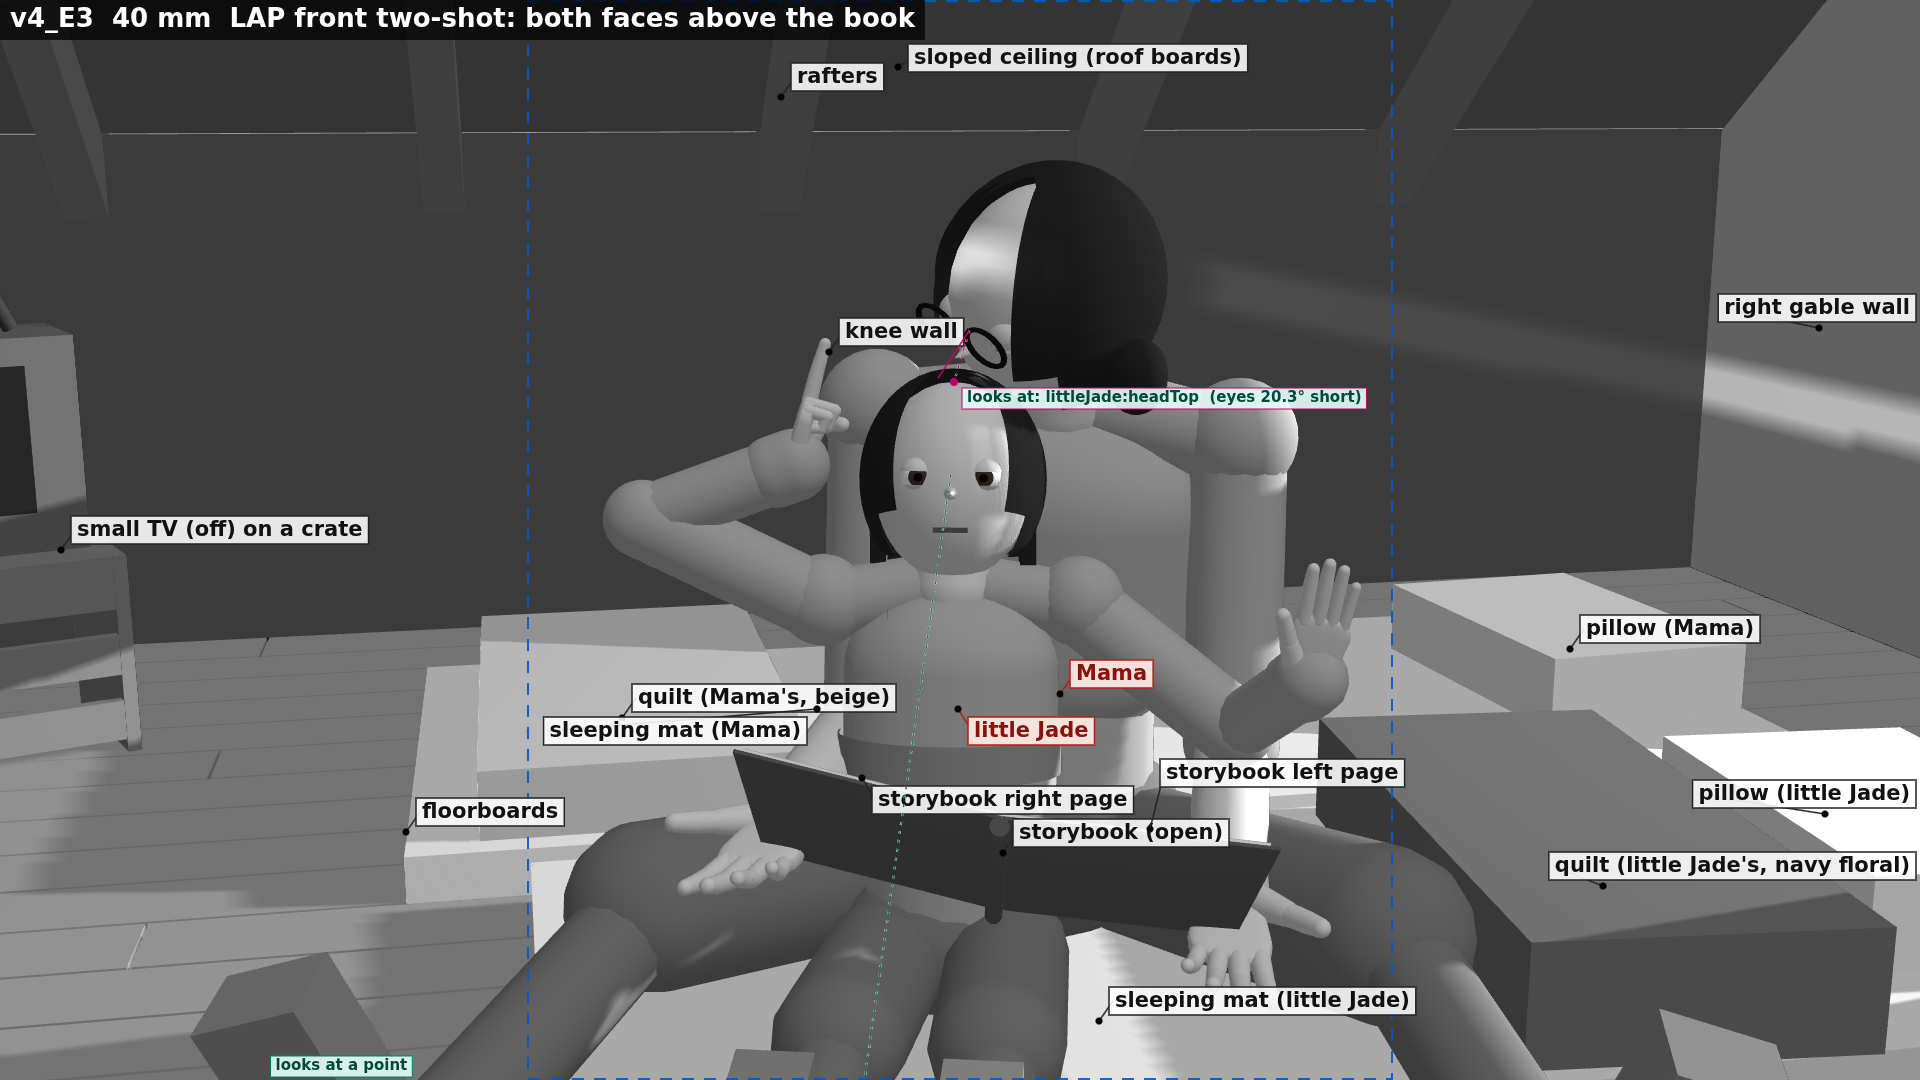 v4_E3  40 mm  LAP front two-shot: both faces above the book
sloped ceiling (roof boards)
rafters
right gable wall
knee wall
looks at: littleJade:headTop  (eyes 20.3° short)
small TV (off) on a crate
pillow (Mama)
Mama
quilt (Mama's, beige)
sleeping mat (Mama)
little Jade
storybook left page
storybook right page
pillow (little Jade)
floorboards
storybook (open)
quilt (little Jade's, navy floral)
sleeping mat (little Jade)
looks at a point